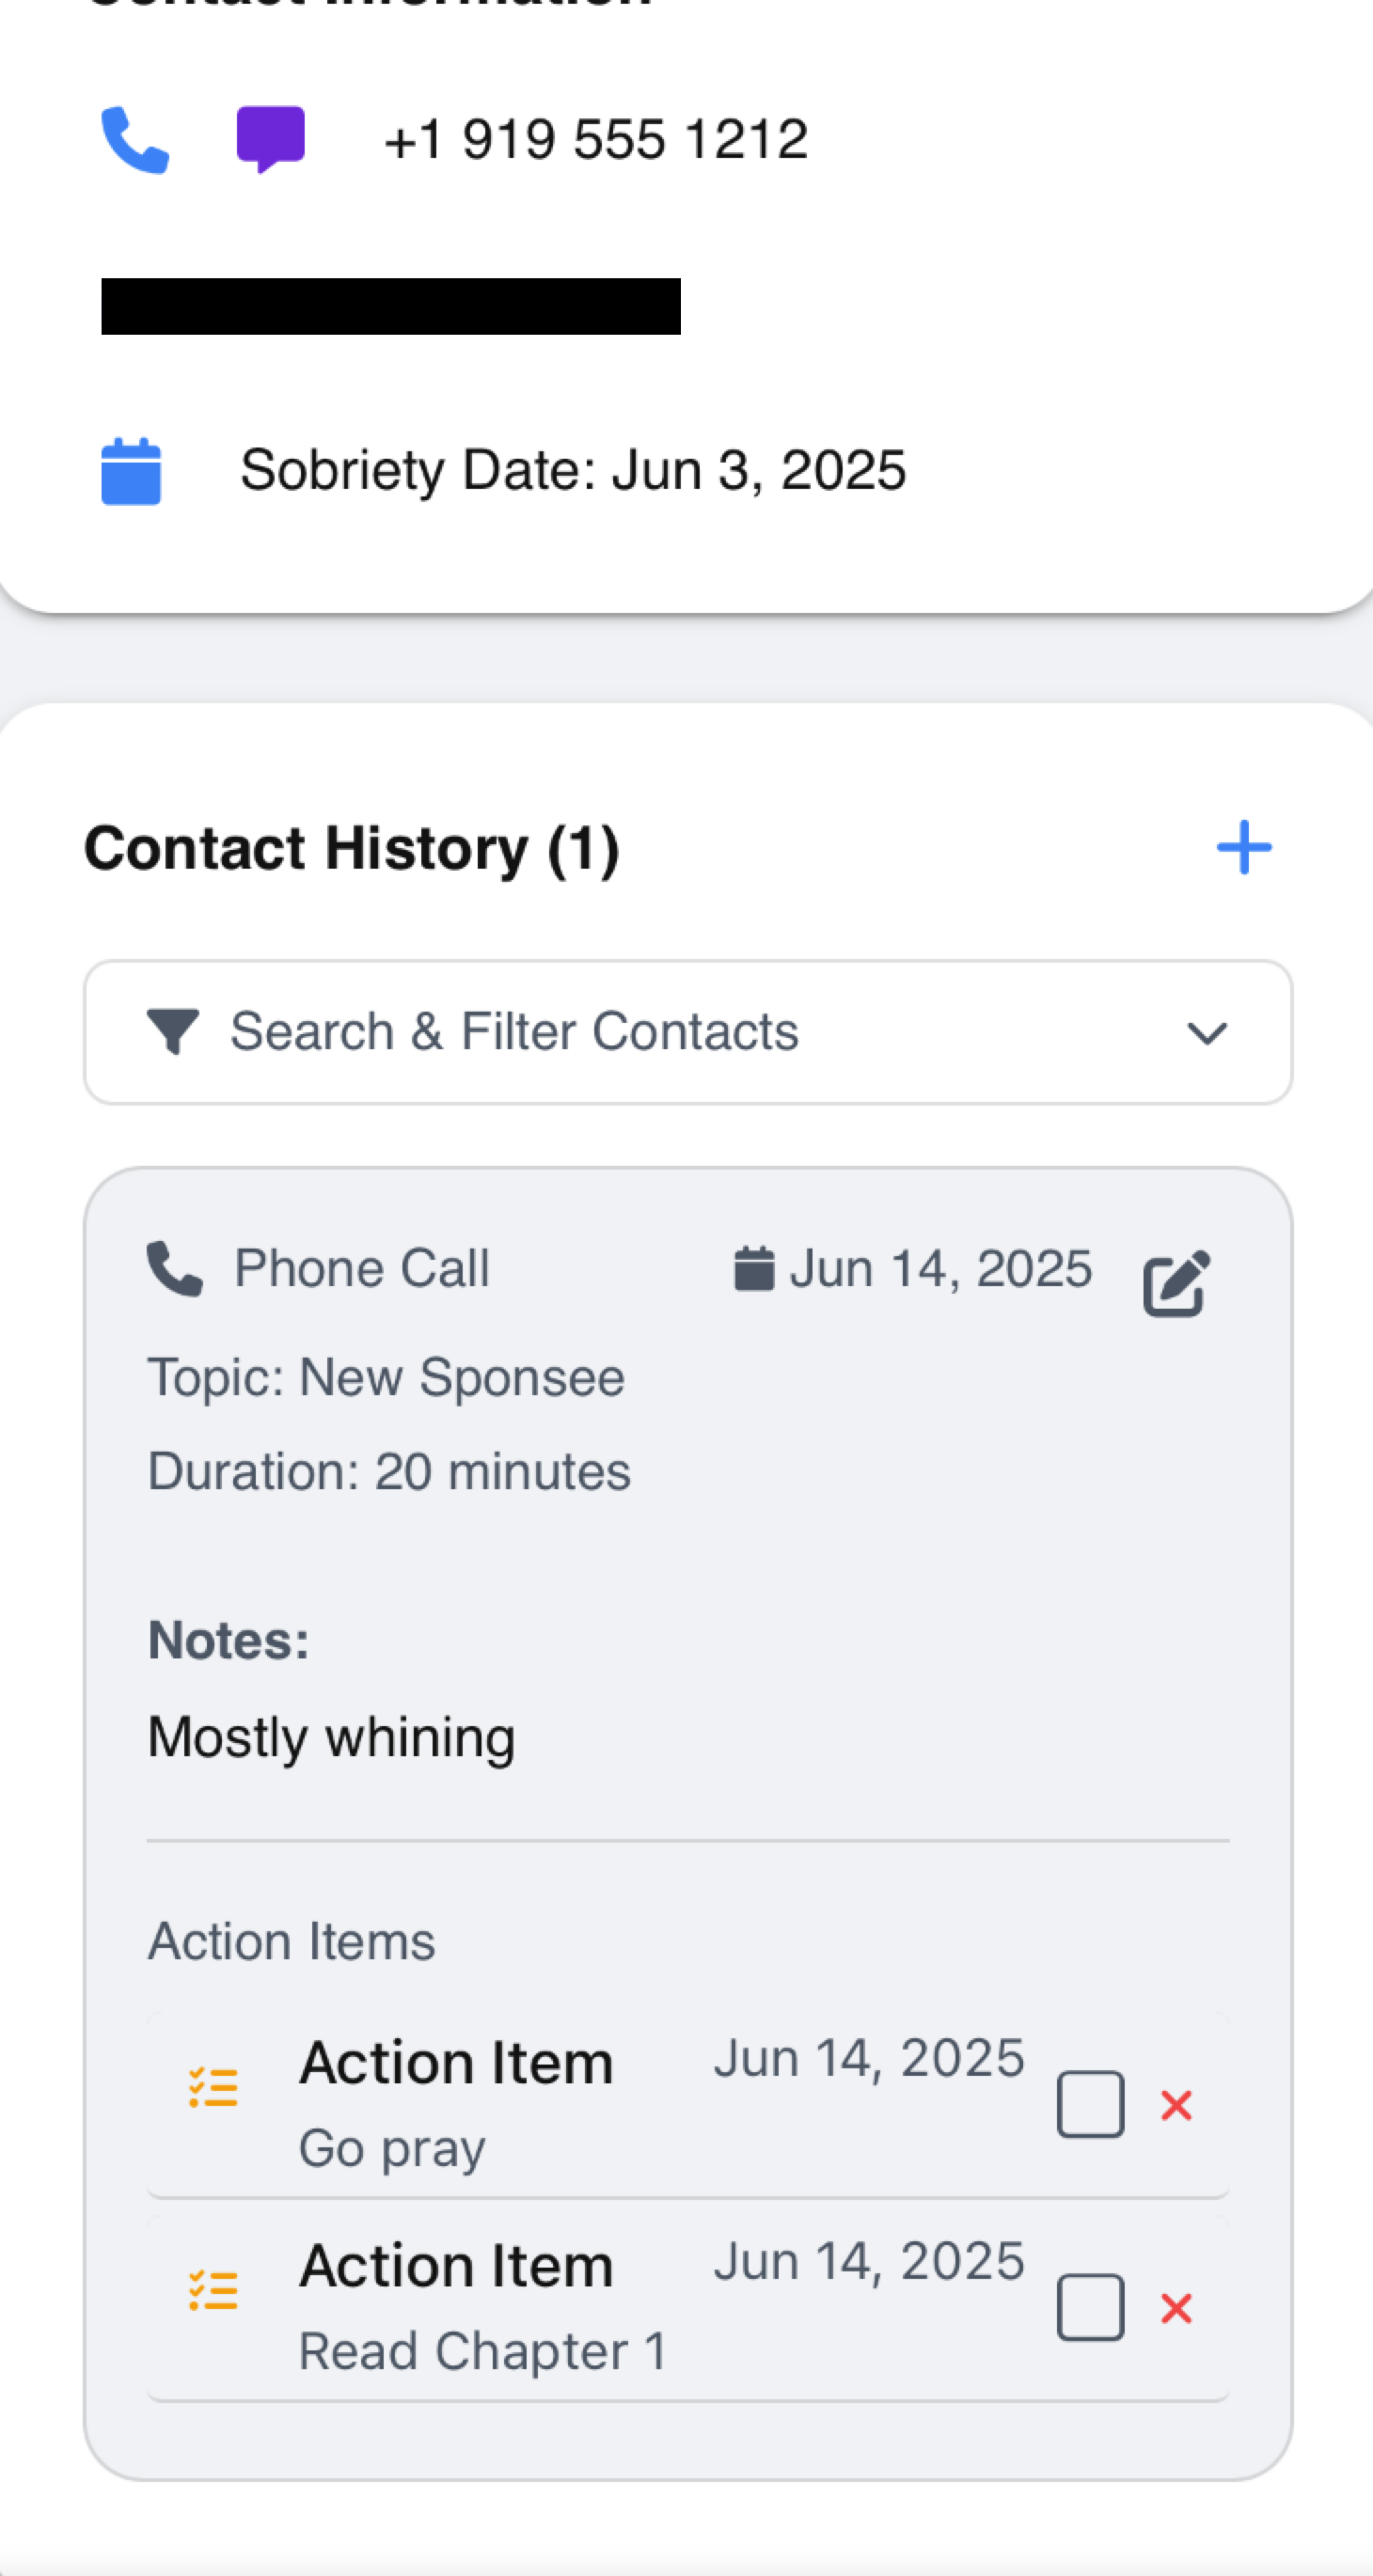 Contact Information
+1 919 555 1212
Sobriety Date: Jun 3, 2025
Contact History (1)
Search & Filter Contacts
Phone Call Jun 14, 2025
Topic: New Sponsee
Duration: 20 minutes
Notes:
Mostly whining
Action Items
Action Item Jun 14, 2025
Go pray
Action Item Jun 14, 2025
Read Chapter 1